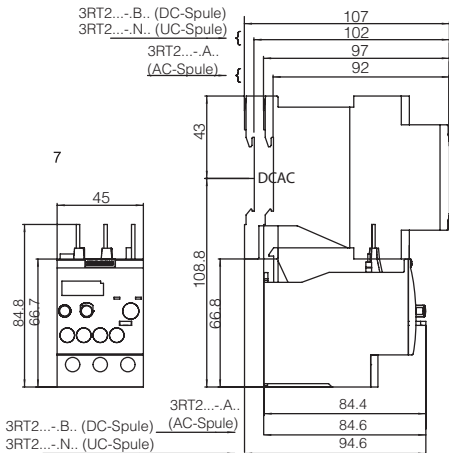 3RT2...-.B.. (DC-Spule)
3RT2...-.N.. (UC-Spule) {
3RT2...-.A.. {
(AC-Spule)
107
102
97
92
43
7
DCAC
45
108.8
84.8
66.7
66.8
3RT2...-.A..
(AC-Spule)
3RT2...-.B.. (DC-Spule)
3RT2...-.N.. (UC-Spule)
84.4
84.6
94.6